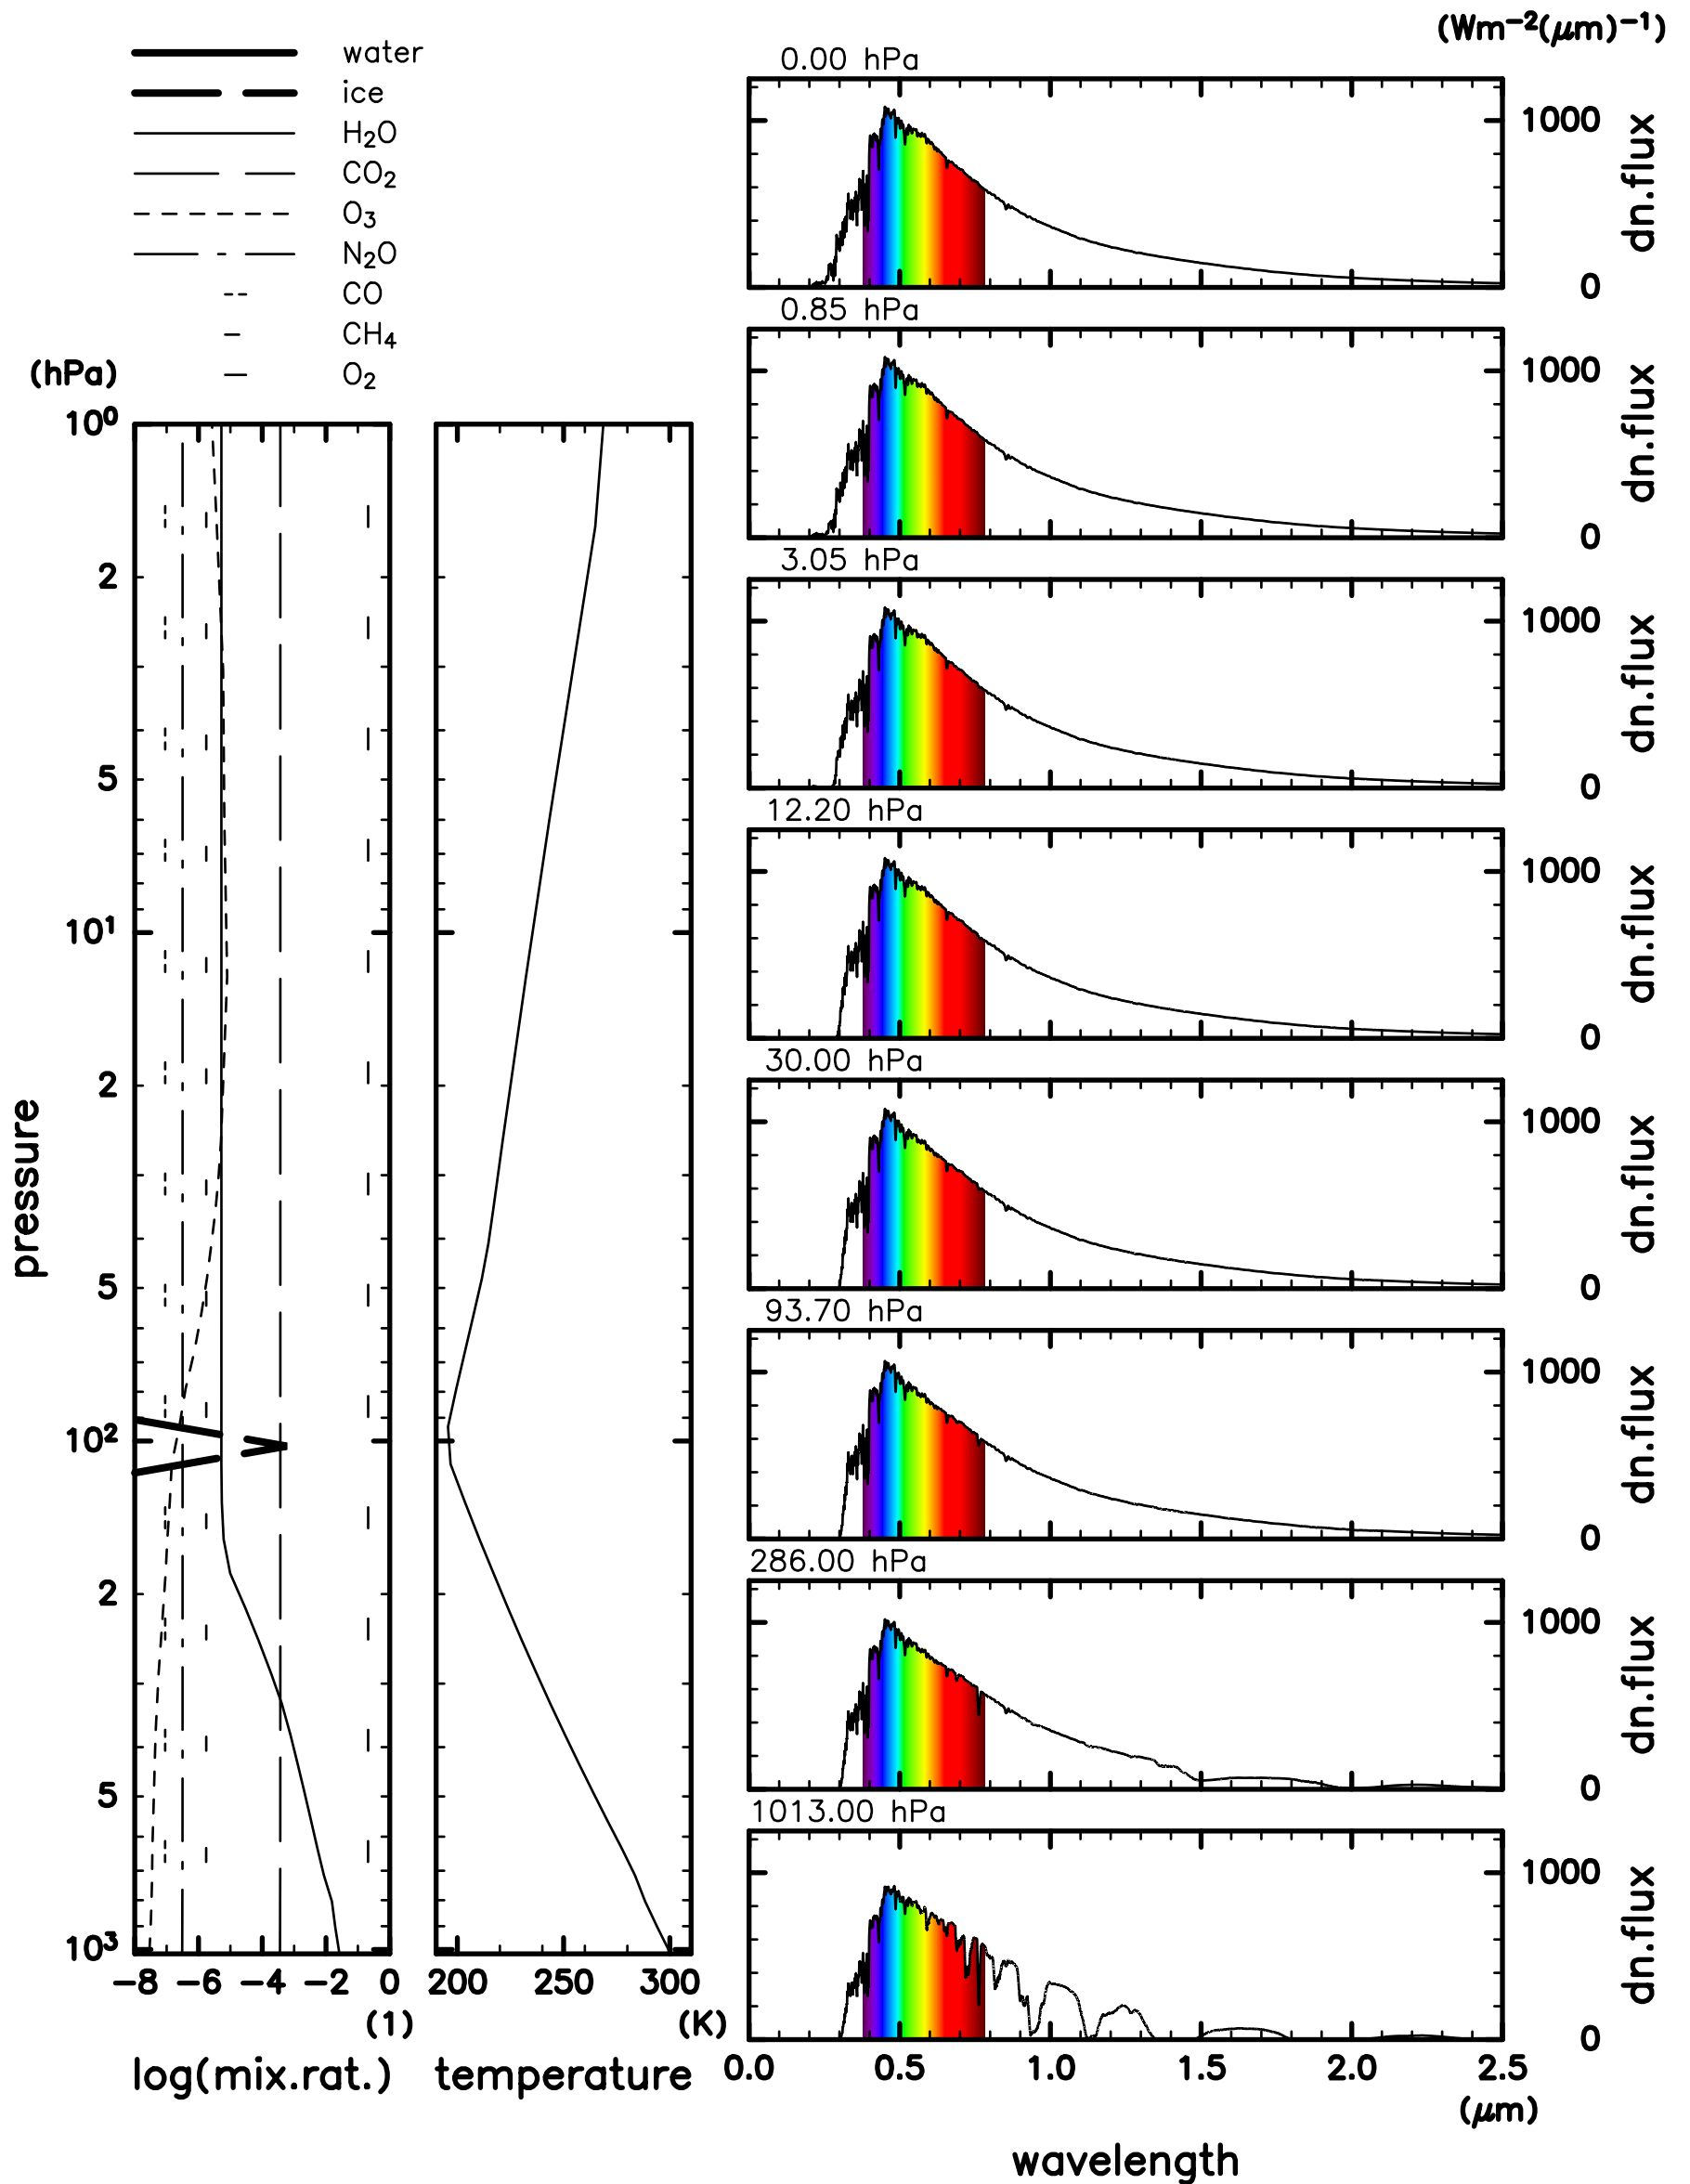 water
ice
H₂O
CO₂
O₃
N₂O
CO
CH₄
O₂
(hPa)
10⁰
2
5
10¹
2
5
10²
2
5
10³
pressure
−8 −6 −4 −2 0
(1)
log(mix.rat.)
200 250 300
(K)
temperature
(Wm⁻²(μm)⁻¹)
0.00 hPa
1000
0
dn.flux
0.85 hPa
1000
0
dn.flux
3.05 hPa
1000
0
dn.flux
12.20 hPa
1000
0
dn.flux
30.00 hPa
1000
0
dn.flux
93.70 hPa
1000
0
dn.flux
286.00 hPa
1000
0
dn.flux
1013.00 hPa
1000
0
dn.flux
0.0 0.5 1.0 1.5 2.0 2.5
(μm)
wavelength